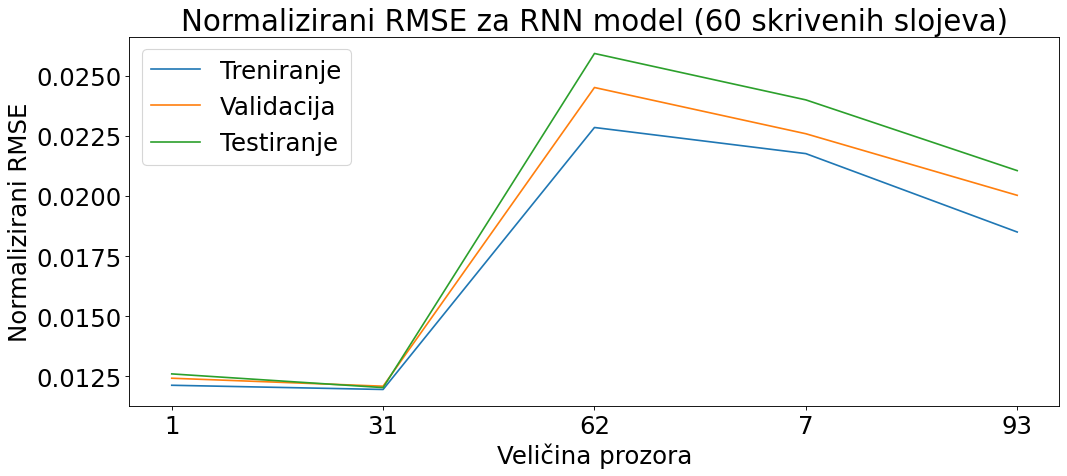 Normalizirani RMSE za RNN model (60 skrivenih slojeva)
Treniranje
Validacija
Testiranje
Normalizirani RMSE
0.0250
0.0225
0.0200
0.0175
0.0150
0.0125
1 31 62 7 93
Veličina prozora